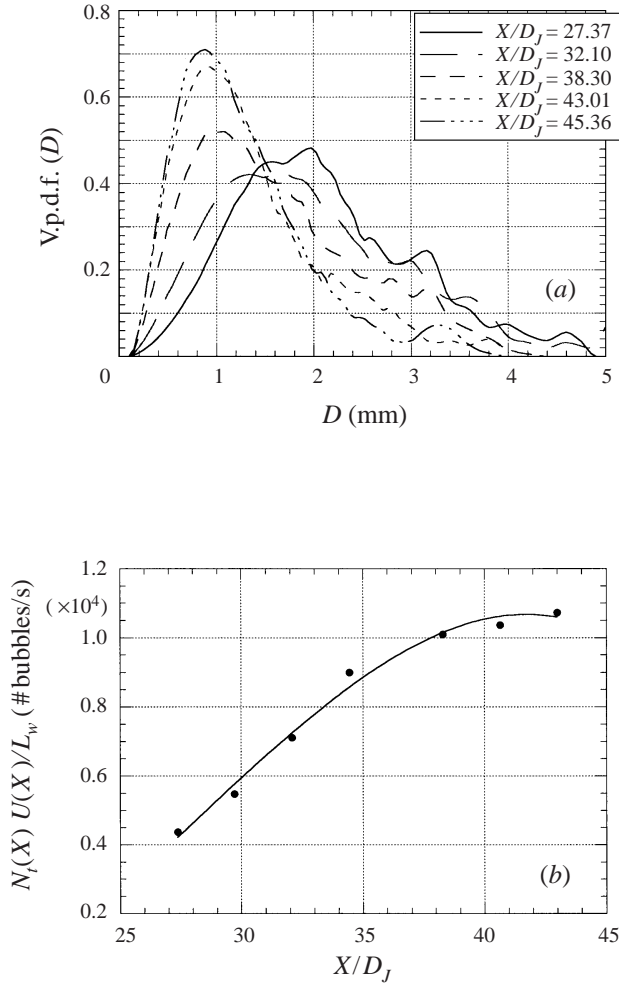 0.8
0.6
0.4
0.2
V.p.d.f. (D)
X/D_J = 27.37
X/D_J = 32.10
X/D_J = 38.30
X/D_J = 43.01
X/D_J = 45.36
(a)
0 1 2 3 4 5
D (mm)
1.2
(×10⁴)
1.0
0.8
0.6
0.4
0.2
N_t(X) U(X)/L_w (# bubbles/s)
(b)
25 30 35 40 45
X/D_J